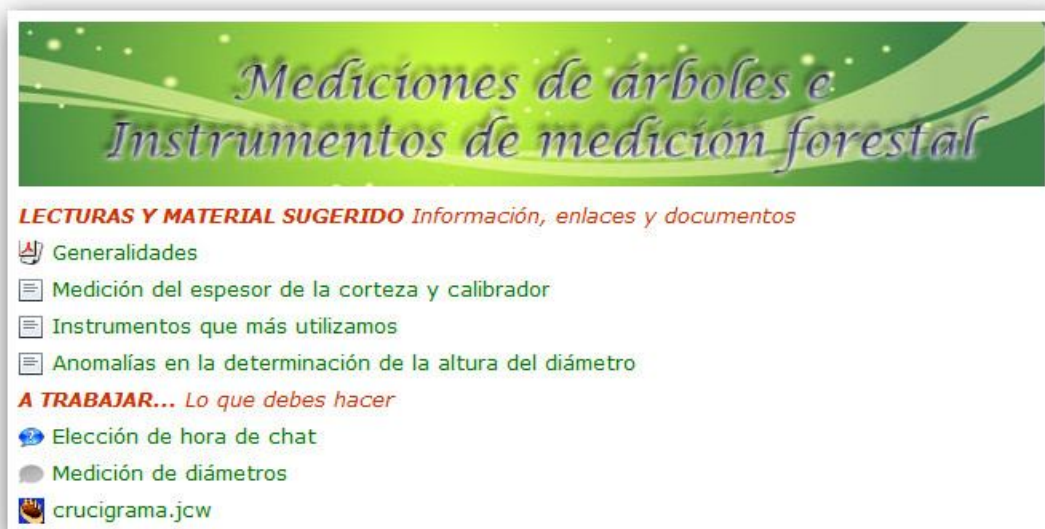 Mediciones de árboles e
Instrumentos de medición forestal
LECTURAS Y MATERIAL SUGERIDO Información, enlaces y documentos
Generalidades
Medición del espesor de la corteza y calibrador
Instrumentos que más utilizamos
Anomalías en la determinación de la altura del diámetro
A TRABAJAR... Lo que debes hacer
Elección de hora de chat
Medición de diámetros
crucigrama.jcw